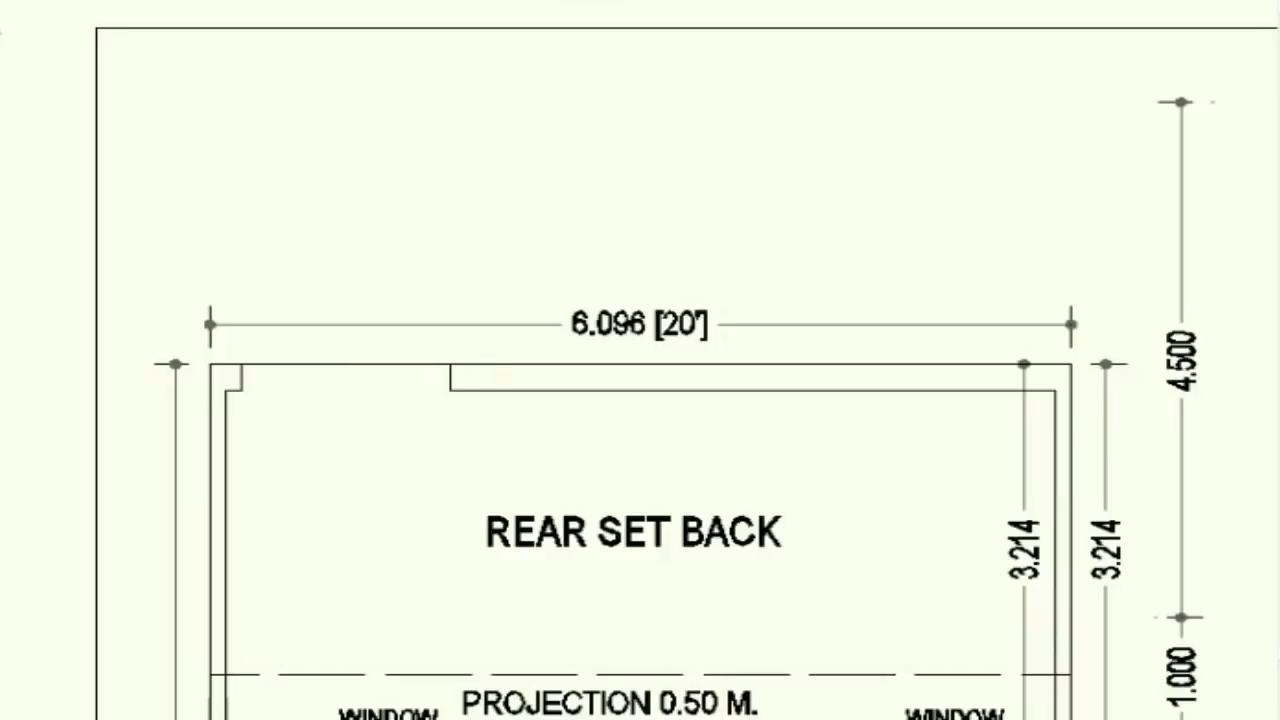 6.096 [20']
4.500
REAR SET BACK
3.214
3.214
1.000
PROJECTION 0.50 M.
WINDOW
WINDOW